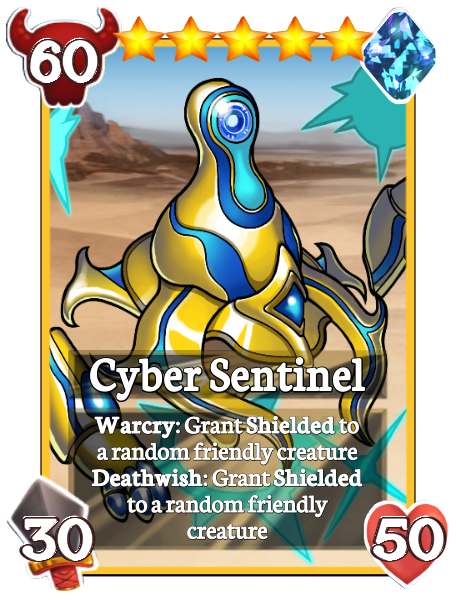 60
Cyber Sentinel
Warcry: Grant Shielded to
a random friendly creature
Deathwish: Grant Shielded
to a random friendly
creature
30
50